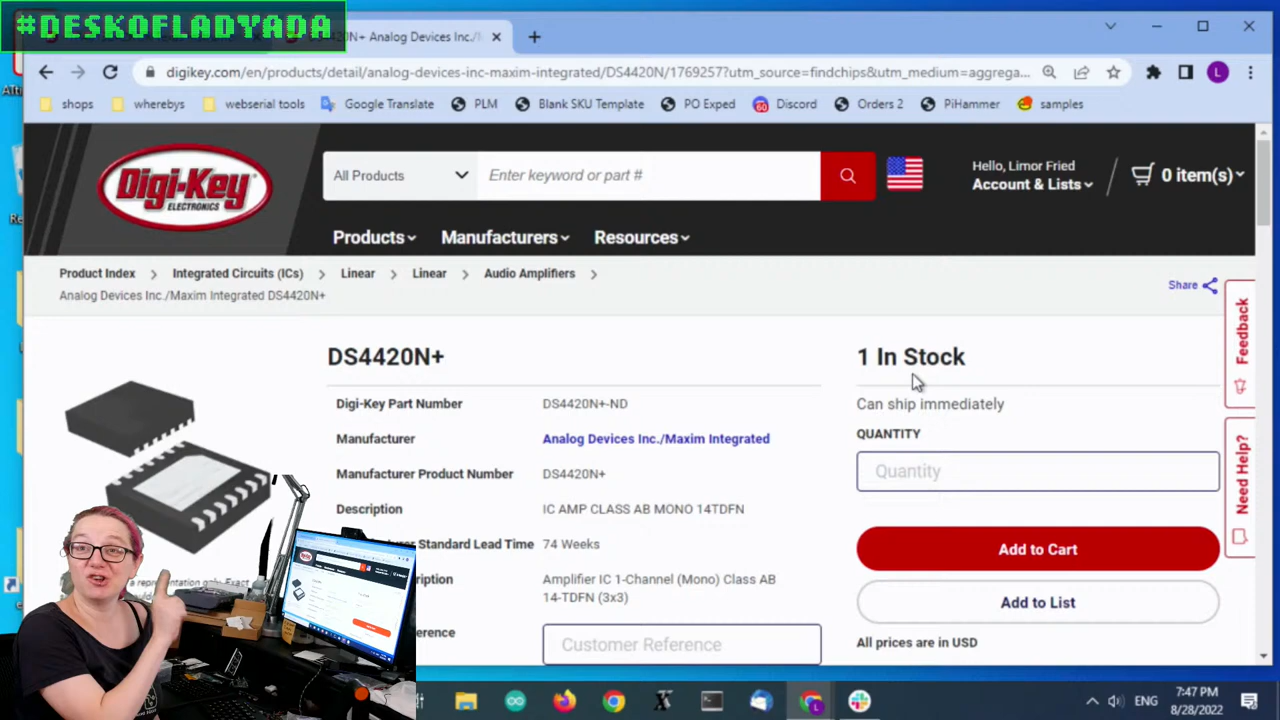 #DESKOFLADYADA
DS4420N+ Analog Devices Inc./M
digikey.com/en/products/detail/analog-devices-inc-maxim-integrated/DS4420N/1769257?utm_source=findchips&utm_medium=aggrega...
shops
wherebys
webserial tools
Google Translate
PLM
Blank SKU Template
PO Exped
60
Discord
Orders 2
PiHammer
samples
Digi-Key
ELECTRONICS
All Products
Enter keyword or part #
Hello, Limor Fried
Account & Lists
0 item(s)
Products
Manufacturers
Resources
Product Index > Integrated Circuits (ICs) > Linear > Linear > Audio Amplifiers >
Analog Devices Inc./Maxim Integrated DS4420N+
Share
Feedback
Need Help?
DS4420N+
Digi-Key Part Number DS4420N+-ND
Manufacturer Analog Devices Inc./Maxim Integrated
Manufacturer Product Number DS4420N+
Description IC AMP CLASS AB MONO 14TDFN
Standard Lead Time 74 Weeks
Amplifier IC 1-Channel (Mono) Class AB
14-TDFN (3x3)
Customer Reference
1 In Stock
Can ship immediately
QUANTITY
Quantity
Add to Cart
Add to List
All prices are in USD
a representation only. Exact
L
ENG
7:47 PM
8/28/2022